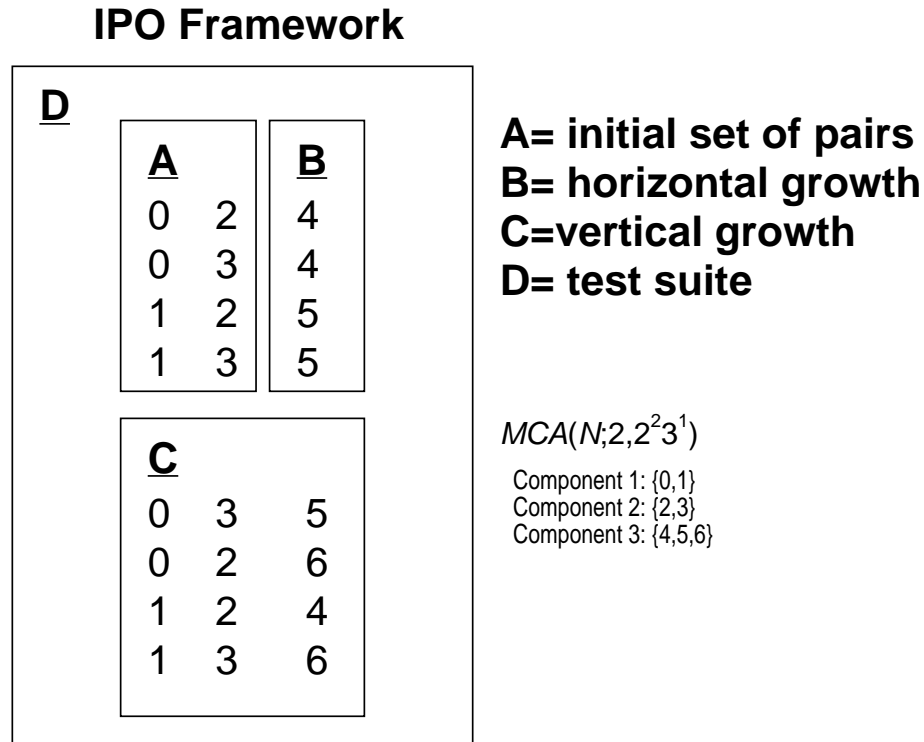 IPO Framework
D
A B
0 2 4
0 3 4
1 2 5
1 3 5
C
0 3 5
0 2 6
1 2 4
1 3 6
A= initial set of pairs
B= horizontal growth
C=vertical growth
D= test suite
MCA(N;2,2²3¹)
Component 1: {0,1}
Component 2: {2,3}
Component 3: {4,5,6}